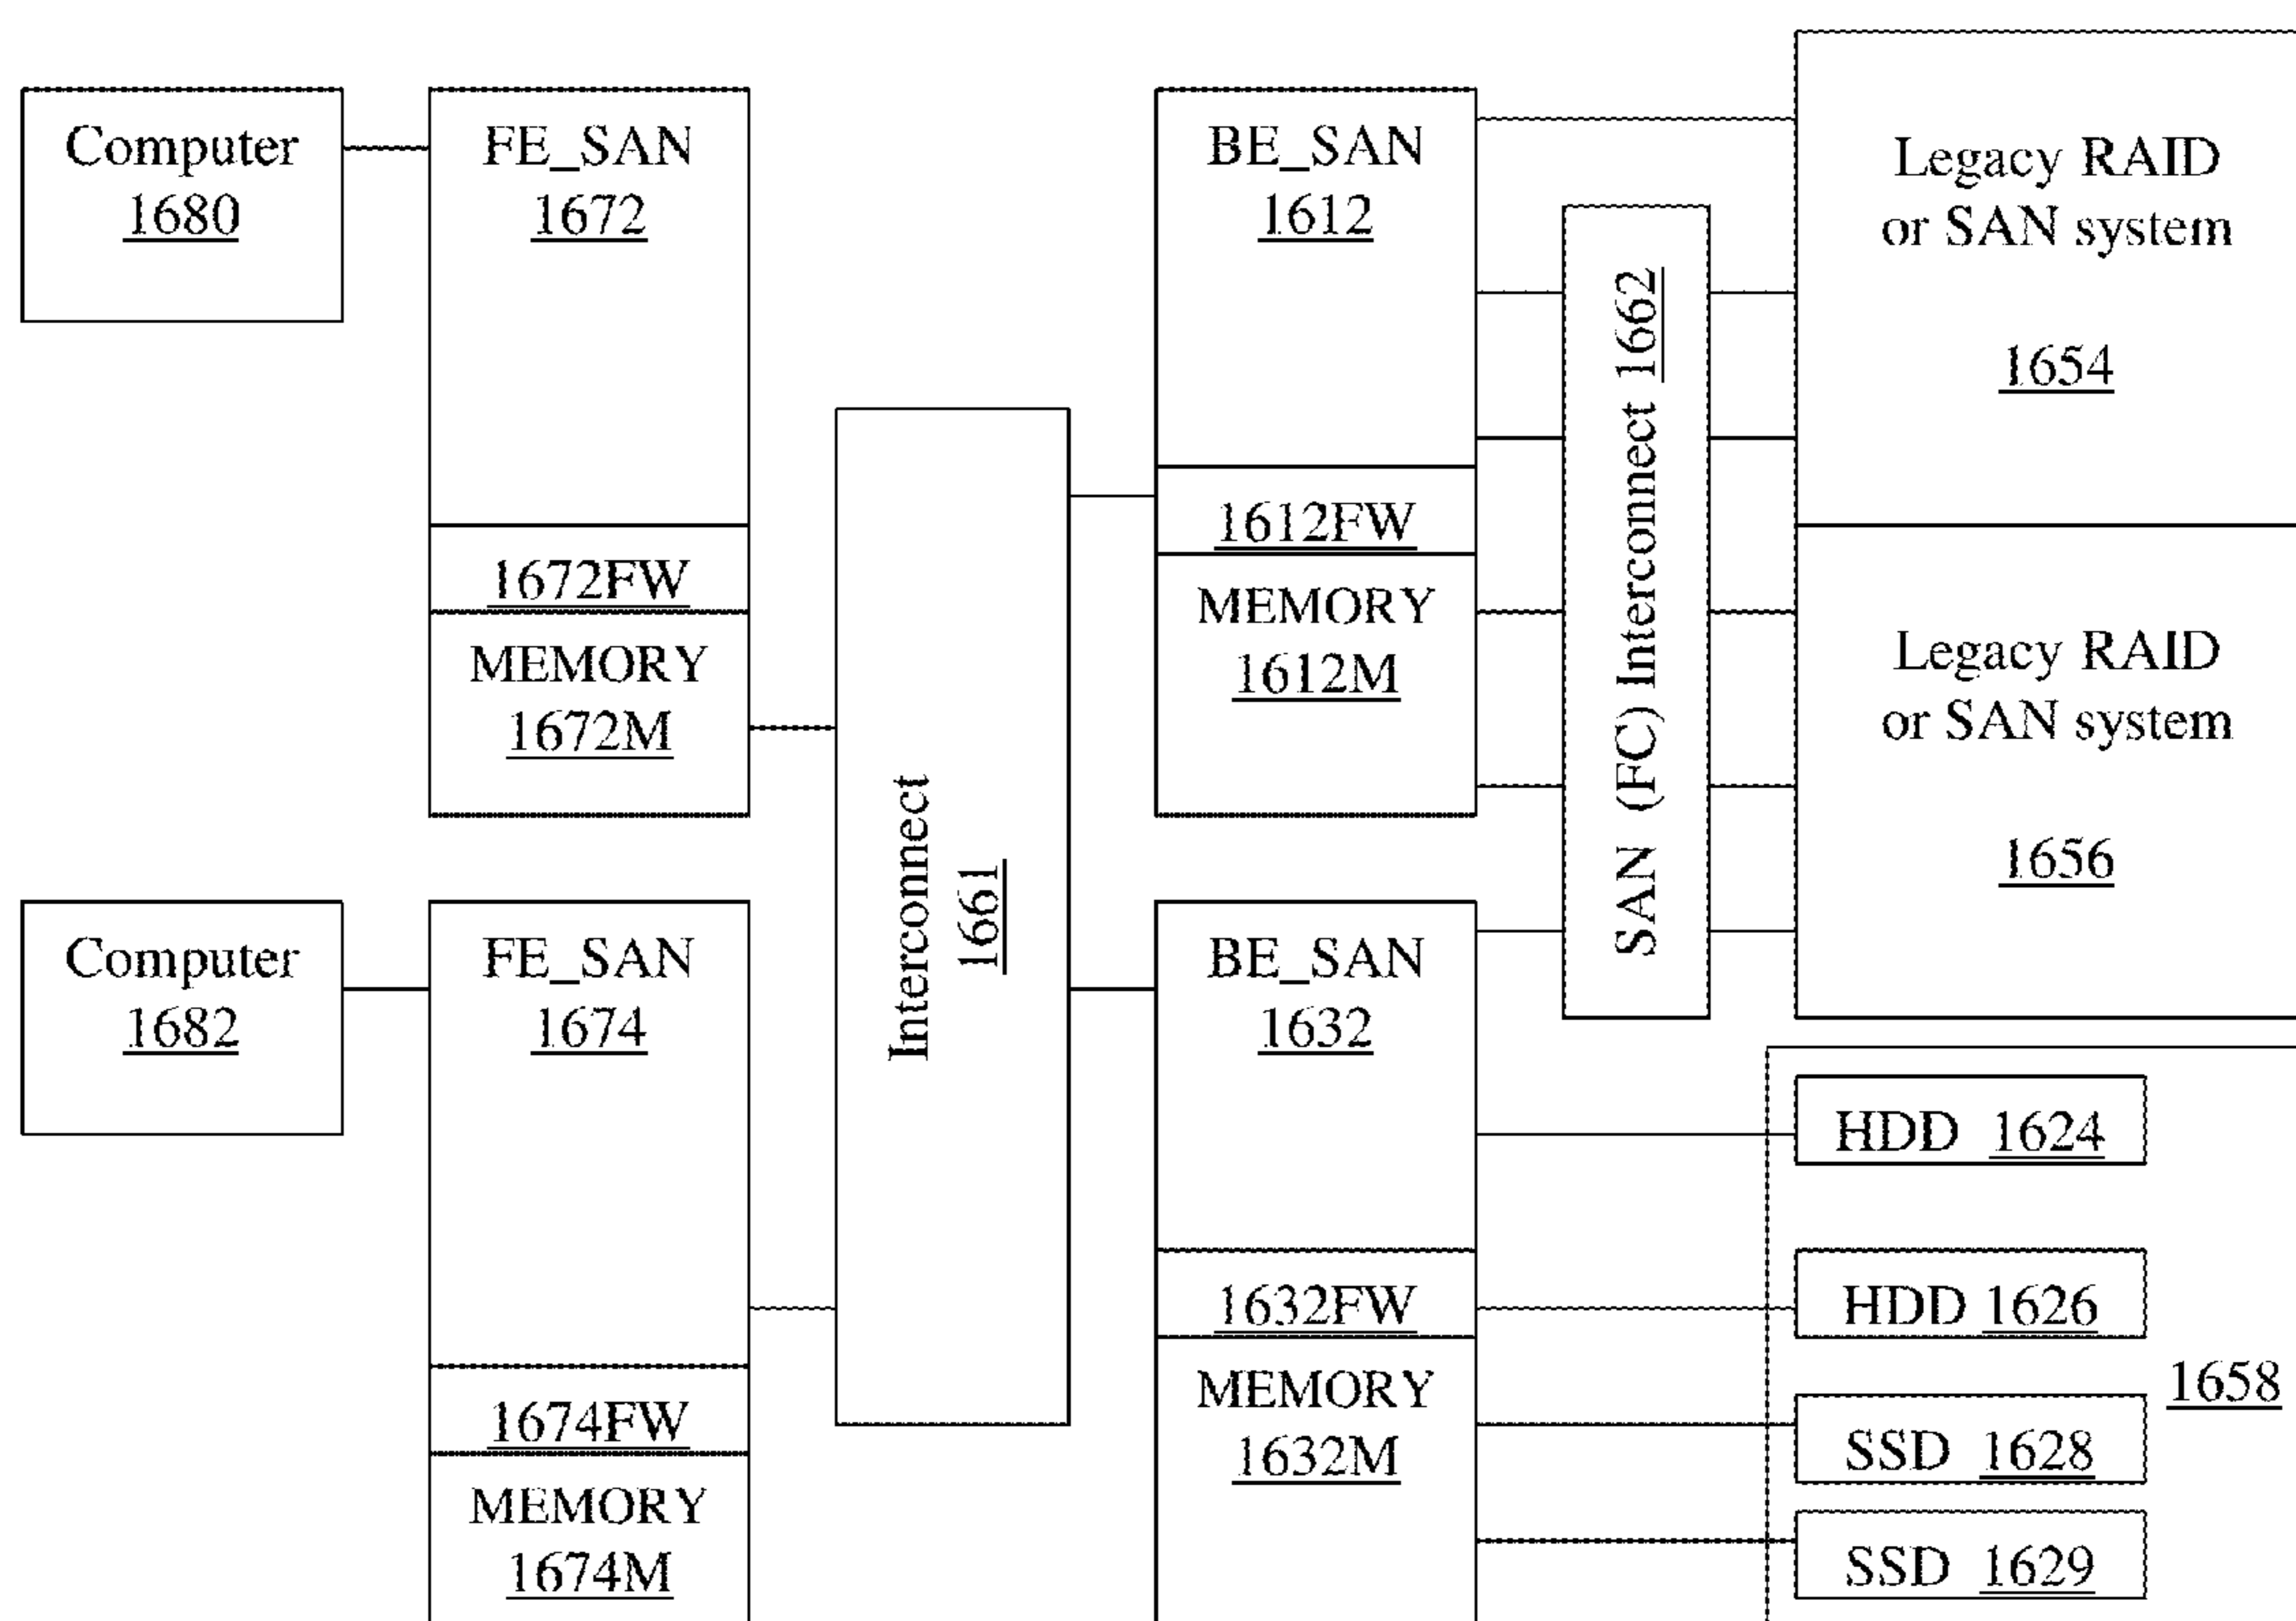 Computer
1680
FE_SAN
1672
1672FW
MEMORY
1672M
Computer
1682
FE_SAN
1674
1674FW
MEMORY
1674M
Interconnect
1661
BE_SAN
1612
1612FW
MEMORY
1612M
BE_SAN
1632
1632FW
MEMORY
1632M
SAN (FC) Interconnect 1662
Legacy RAID
or SAN system
1654
Legacy RAID
or SAN system
1656
HDD 1624
HDD 1626
1658
SSD 1628
SSD 1629